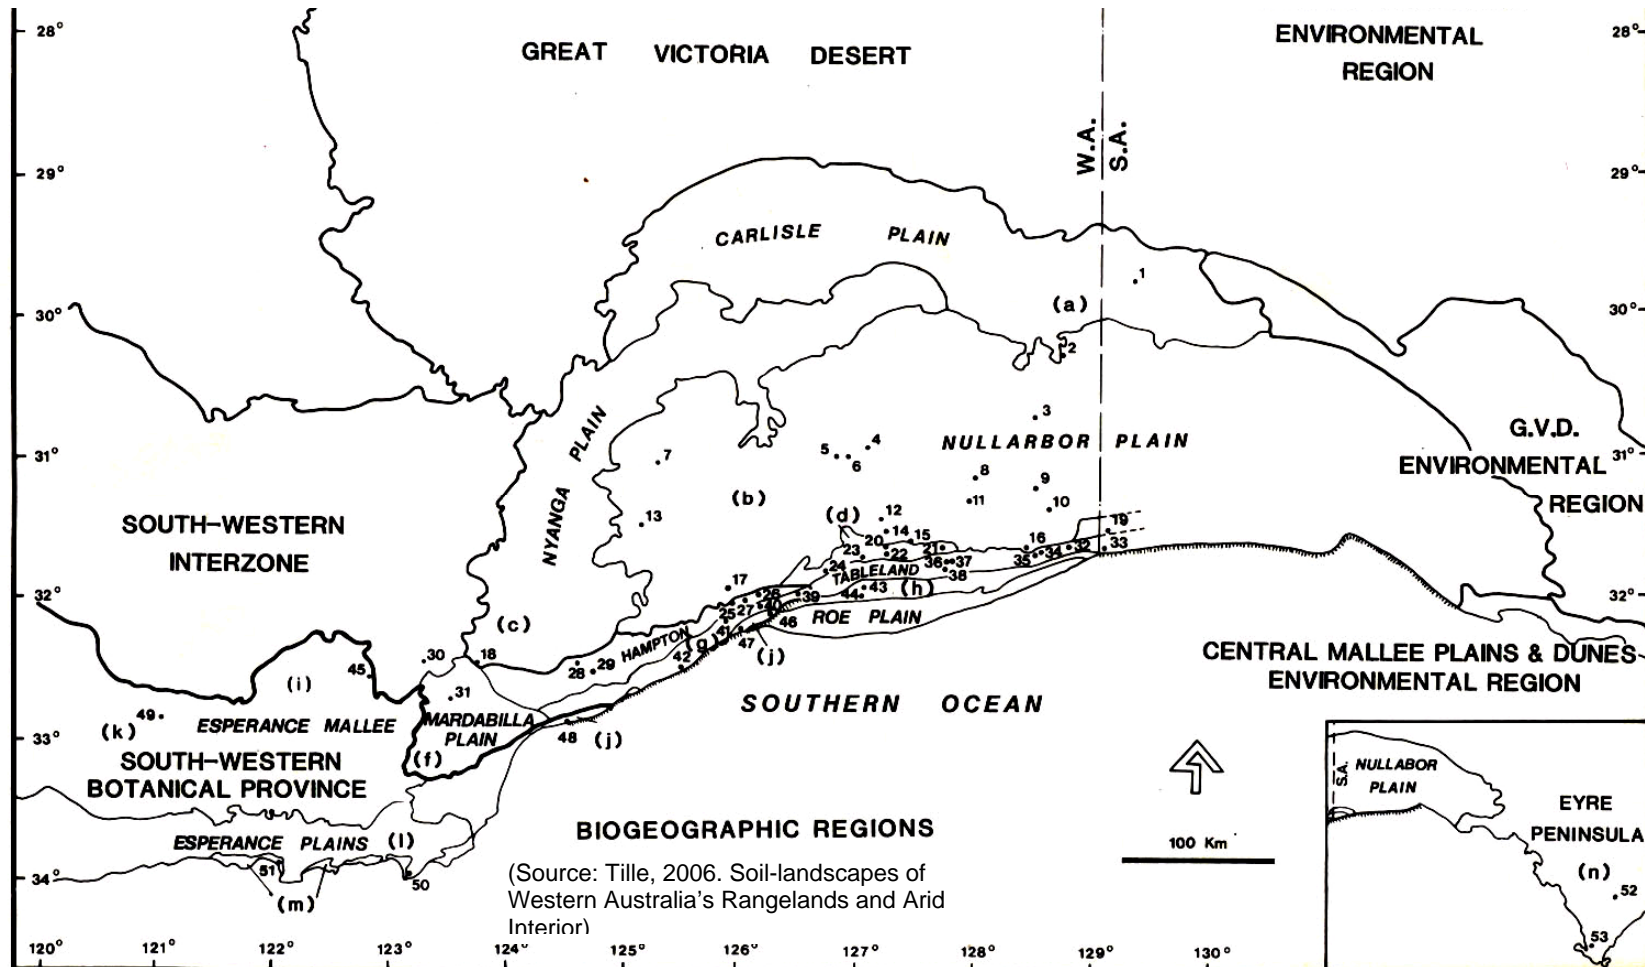 28°
GREAT VICTORIA DESERT
ENVIRONMENTAL
REGION
28°
W.A.
S.A.
29°
29°
CARLISLE PLAIN
1
(a)
30°
30°
2
NYANGA PLAIN
3
4
5
6
7
NULLARBOR PLAIN
G.V.D.
ENVIRONMENTAL
REGION
31°
31°
8
9
(b)
11
10
13
12
(d)
SOUTH-WESTERN
INTERZONE
14
15
20
19
16
21
23
22
36
37
35
34
32
33
24
TABLELAND
38
17
26
43
(h)
32°
32°
39
44
25
27
40
ROE PLAIN
46
(c)
41
47
HAMPTON
(g)
(j)
42
30
18
28
29
45
31
(i)
CENTRAL MALLEE PLAINS & DUNES
ENVIRONMENTAL REGION
SOUTHERN OCEAN
49
(k)
ESPERANCE MALLEE
MARDABILLA
PLAIN
33°
33°
48
(j)
(f)
SOUTH-WESTERN
BOTANICAL PROVINCE
S.A.
NULLABOR
PLAIN
EYRE
PENINSULA
(n)
52
53
BIOGEOGRAPHIC REGIONS
100 Km
ESPERANCE PLAINS
(l)
51
50
34°
34°
(m)
(Source: Tille, 2006. Soil-landscapes of
Western Australia's Rangelands and Arid
Interior)
120°
121°
122°
123°
124°
125°
126°
127°
128°
129°
130°